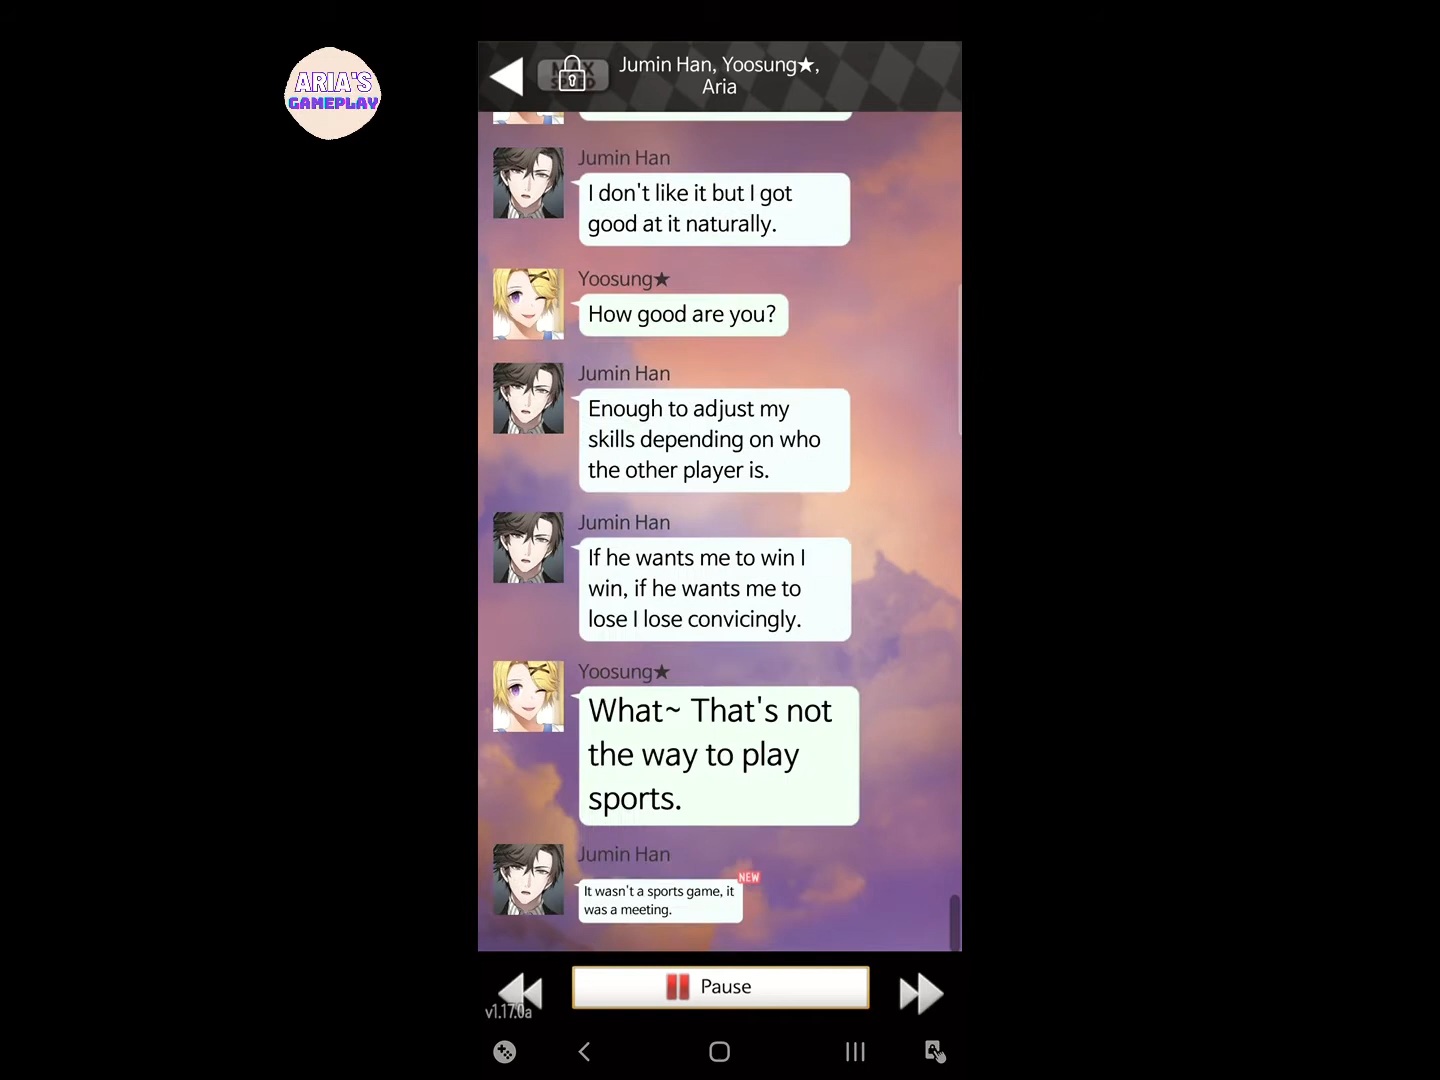 ARIA'S
GAMEPLAY
Jumin Han, Yoosung★,
Aria
Jumin Han
I don't like it but I got
good at it naturally.
Yoosung★
How good are you?
Jumin Han
Enough to adjust my
skills depending on who
the other player is.
Jumin Han
If he wants me to win I
win, if he wants me to
lose I lose convicingly.
Yoosung★
What~ That's not
the way to play
sports.
Jumin Han
NEW
It wasn't a sports game, it
was a meeting.
Pause
v1.17.0a